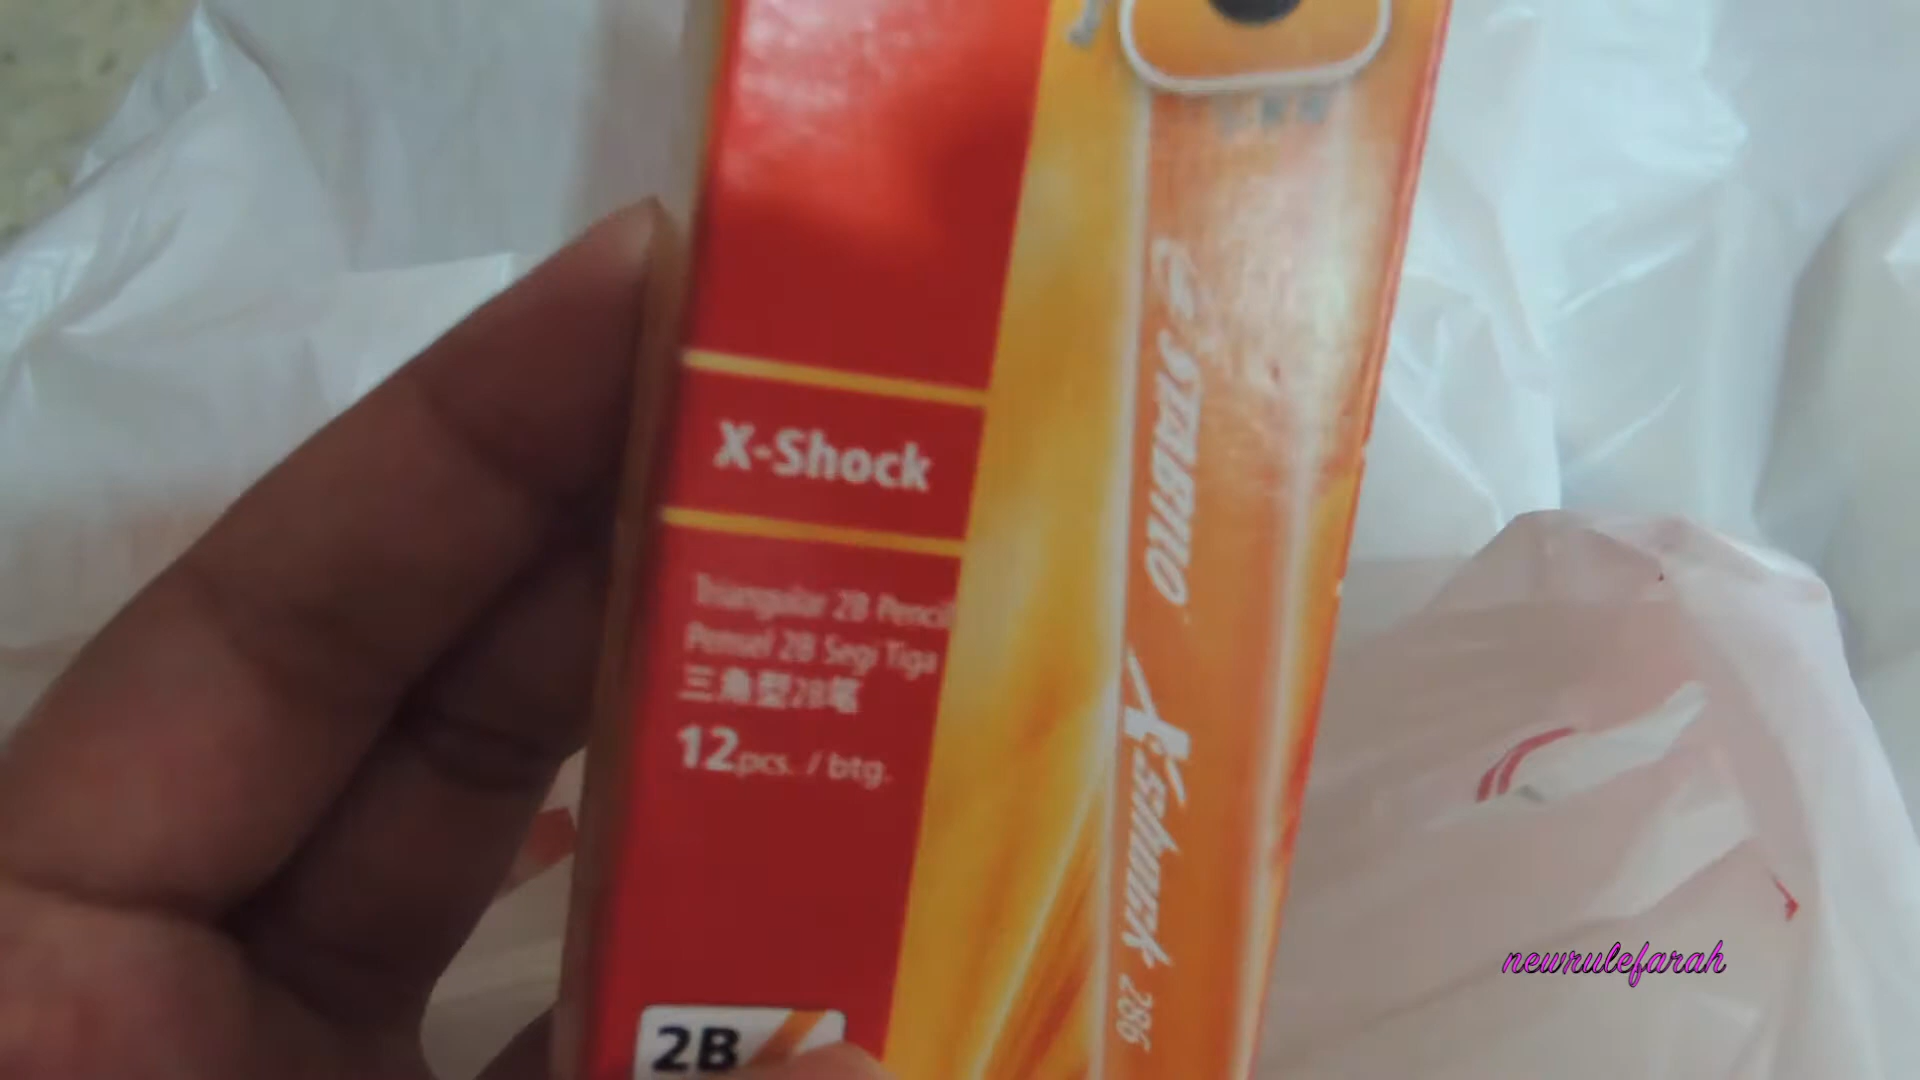 X-Shock
Triangular 2B Pencil
Pensel 2B Segi Tiga
三角型2B笔
12pcs. / btg.
2B
STABILO
X-Shock 286
newrulefarah